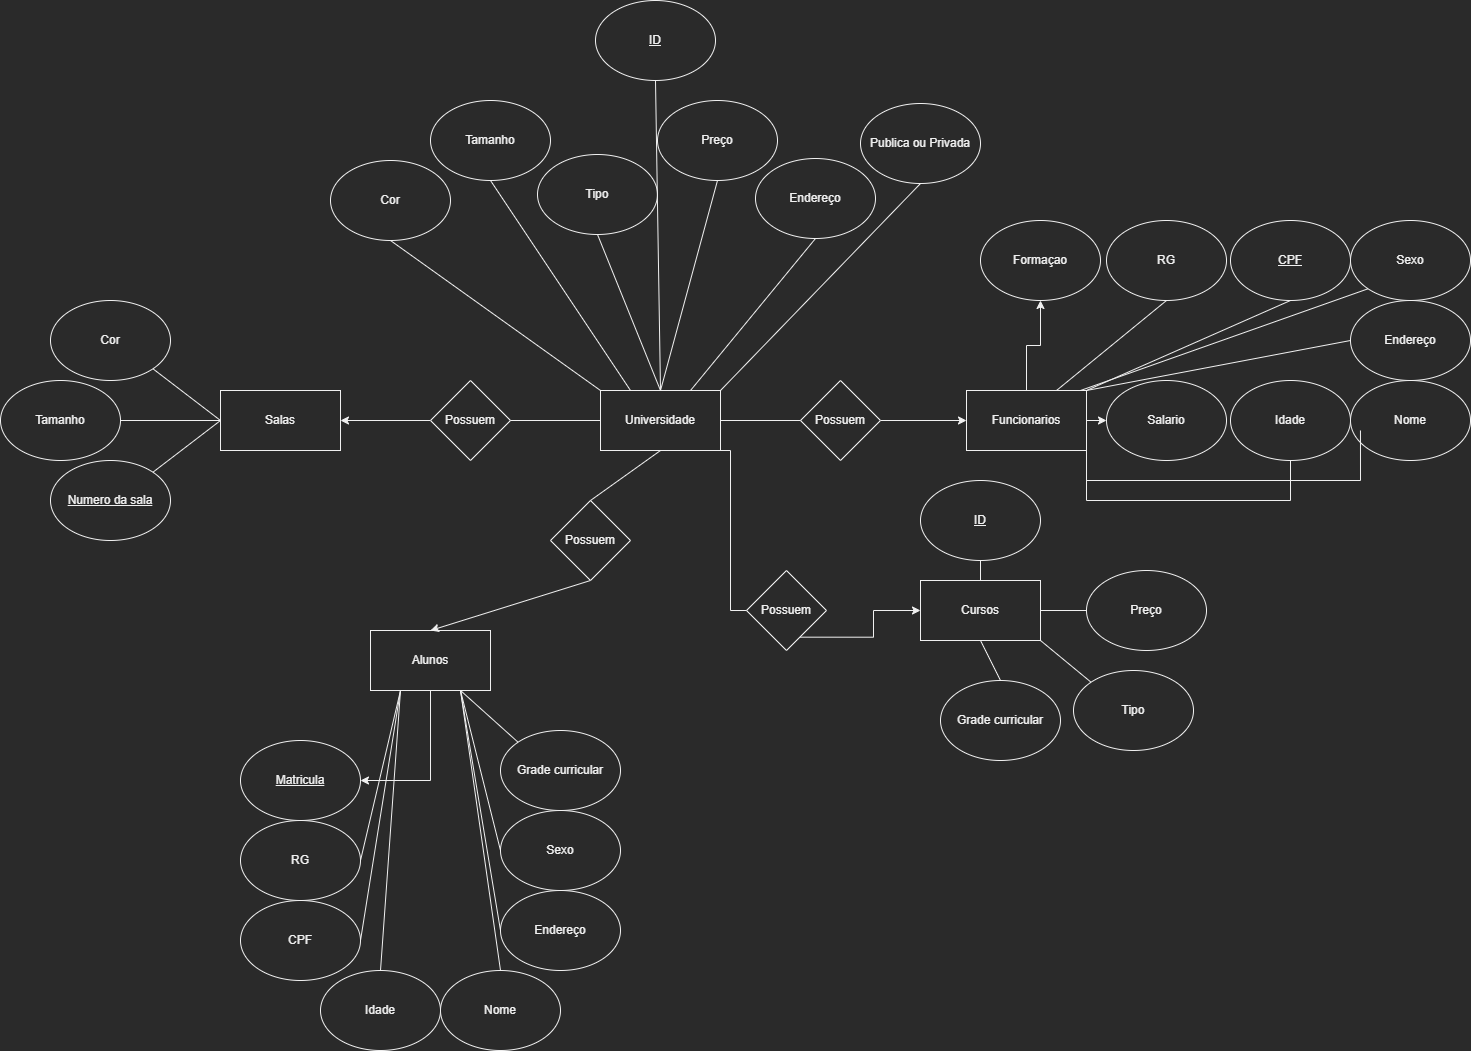 ID
Tamanho
Preço
Publica ou Privada
Cor
Tipo
Endereço
Formaçao
RG
CPF
Sexo
Cor
Endereço
Tamanho
Salas
Possuem
Universidade
Possuem
Funcionarios
Salario
Idade
Nome
Numero da sala
ID
Possuem
Possuem
Cursos
Preço
Alunos
Grade curricular
Tipo
Matricula
Grade curricular
RG
Sexo
CPF
Endereço
Idade
Nome